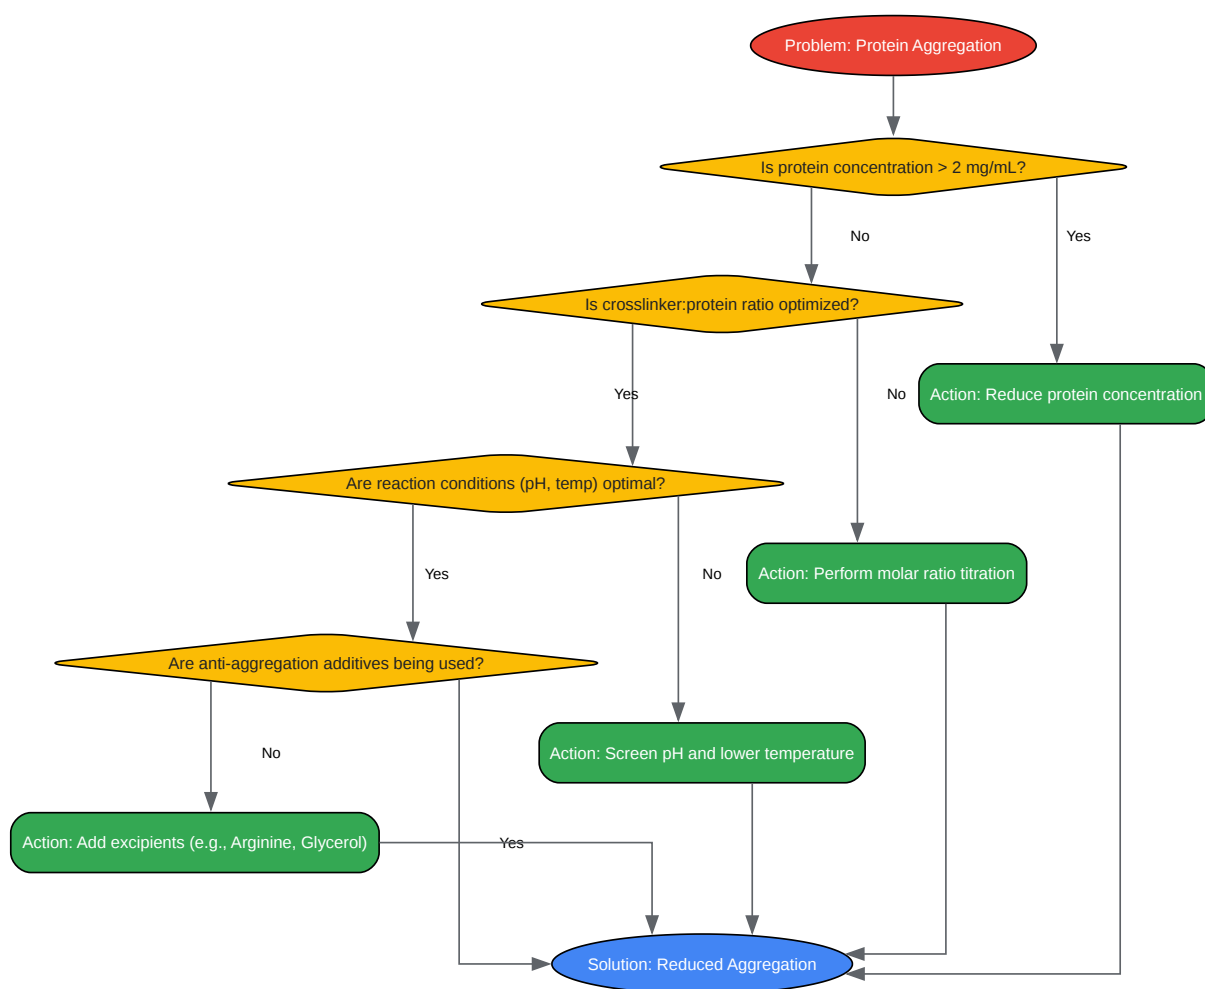 Problem: Protein Aggregation
Is protein concentration > 2 mg/mL?
No
Yes
Is crosslinker:protein ratio optimized?
Yes
No
Action: Reduce protein concentration
Are reaction conditions (pH, temp) optimal?
Yes
No
Action: Perform molar ratio titration
Are anti-aggregation additives being used?
No
Action: Screen pH and lower temperature
Action: Add excipients (e.g., Arginine, Glycerol)
Yes
Solution: Reduced Aggregation